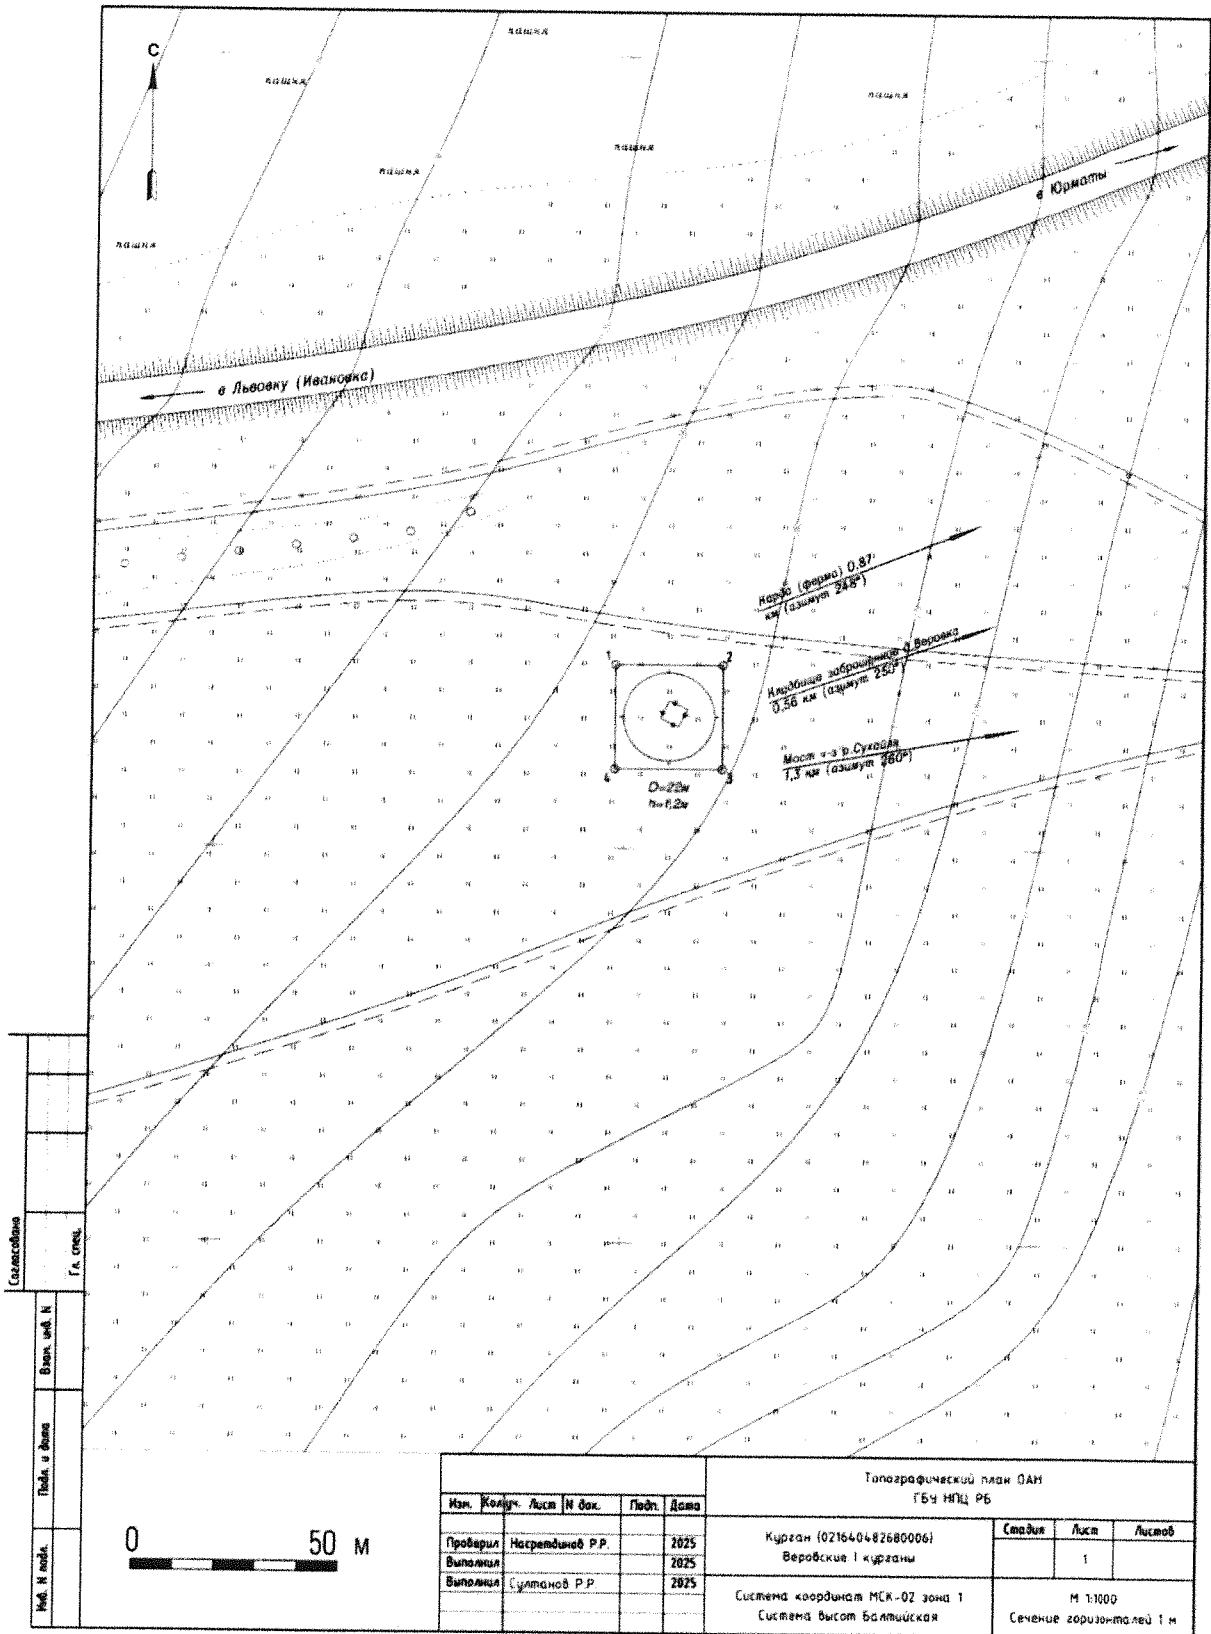 С
пашня
пашня
пашня
пашня
пашня
пашня
в Юрматы
в Львовку (Ивановка)
Карда (ферма) 0,87
км (азимут 248°)
Кладбище заброшенное д.Веровка
0,56 км (азимут 250°)
Мост ч-з р.Сухайля
1,3 км (азимут 260°)
1
2
3
4
D=22м
h=1,2м
Согласовано
Гл. спец.
Взам. инв. N
Подп. и дата
Инв. N подл.
0 50 м
Изм. Кол.уч. Лист N док. Подп. Дата
Проверил Насретдинов Р.Р. 2025
Выполнил 2025
Выполнил Султанов Р.Р. 2025
Топографический план ОАН
ГБУ НПЦ РБ
Курган (021640482680006)
Веровские I курганы
Стадия Лист Листов
1
Система координат МСК-02 зона 1
Система высот Балтийская
М 1:1000
Сечение горизонталей 1 м